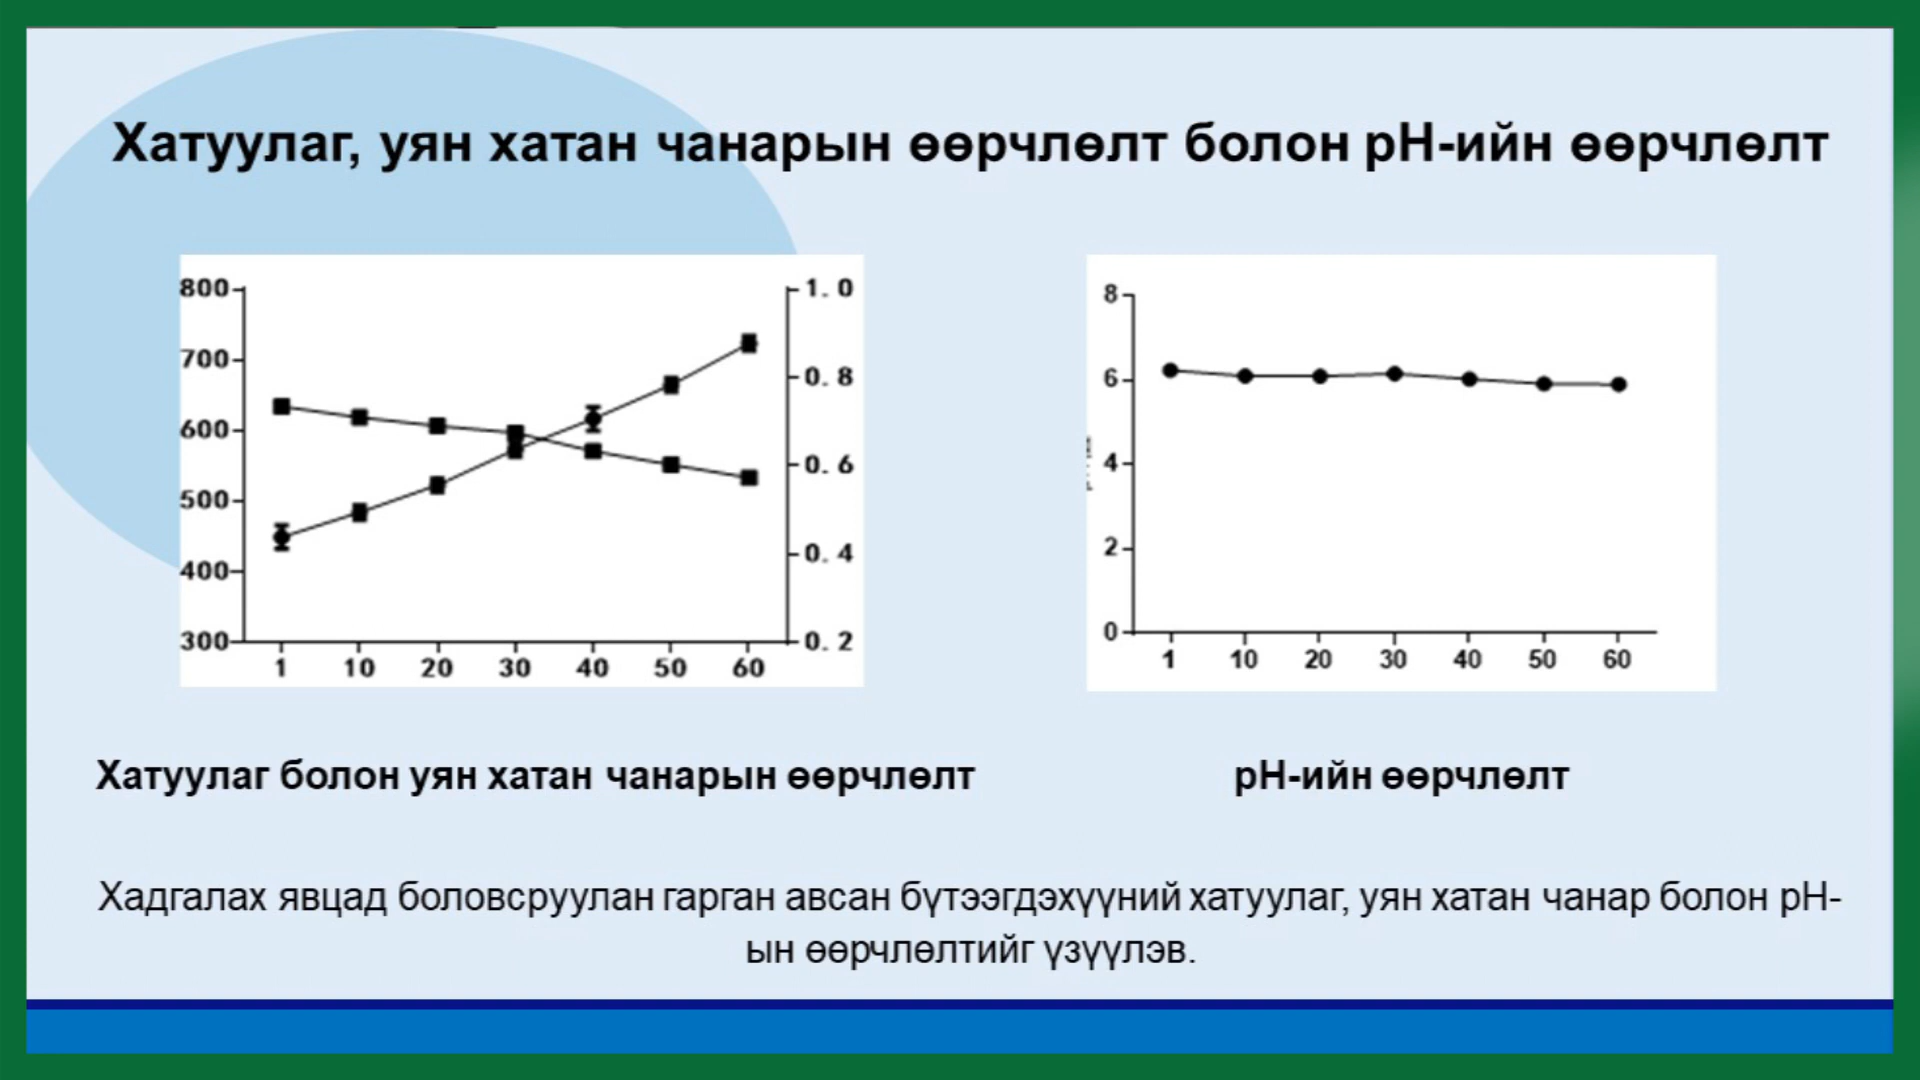 Хатуулаг, уян хатан чанарын өөрчлөлт болон pH-ийн өөрчлөлт
800
700
600
500
400
300
1.0
0.8
0.6
0.4
0.2
1 10 20 30 40 50 60
8
6
4
2
0
1 10 20 30 40 50 60
Хатуулаг болон уян хатан чанарын өөрчлөлт
pH-ийн өөрчлөлт
Хадгалах явцад боловсруулан гарган авсан бүтээгдэхүүний хатуулаг, уян хатан чанар болон pH-
ын өөрчлөлтийг үзүүлэв.